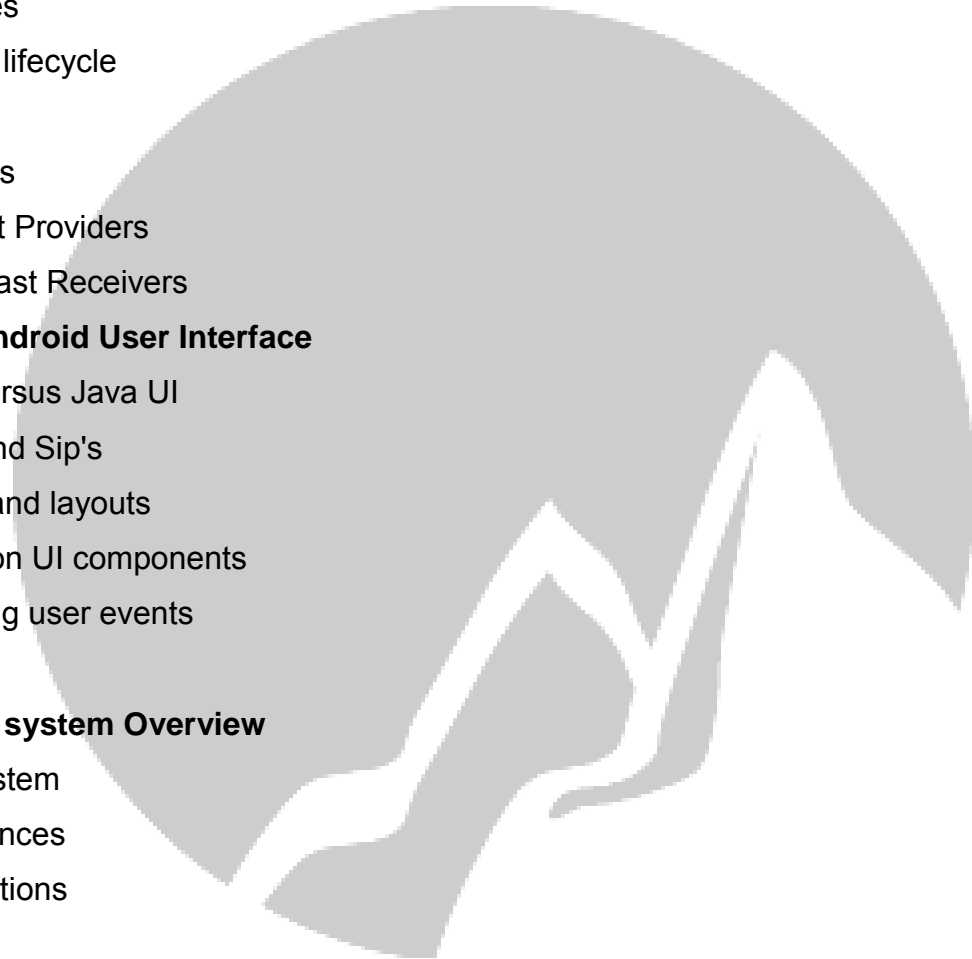 es
lifecycle
s
t Providers
ast Receivers
ndroid User Interface
rsus Java UI
nd Sip's
and layouts
on UI components
g user events
system Overview
stem
nces
tions